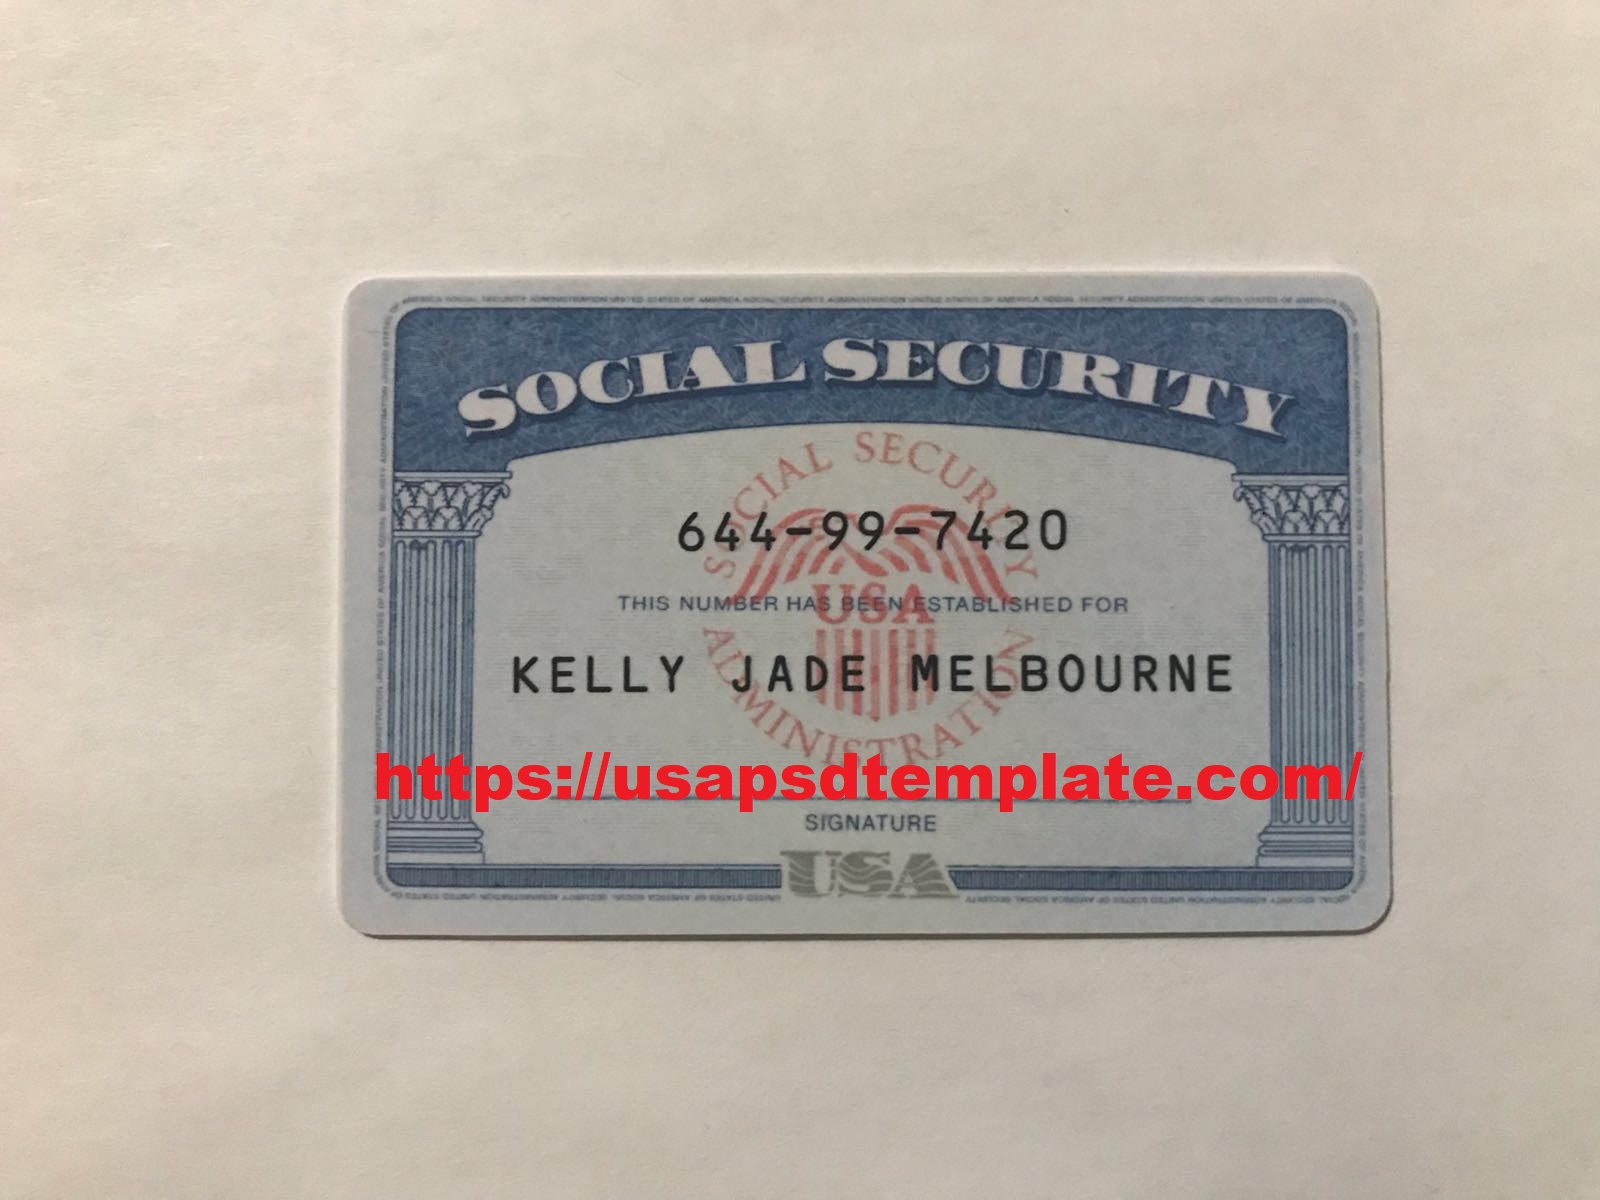 SOCIAL SECURITY
SOCIAL SECURITY ADMINISTRATION
644-99-7420
USA
THIS NUMBER HAS BEEN ESTABLISHED FOR
KELLY JADE MELBOURNE
https://usapsdtemplate.com/
SIGNATURE
USA